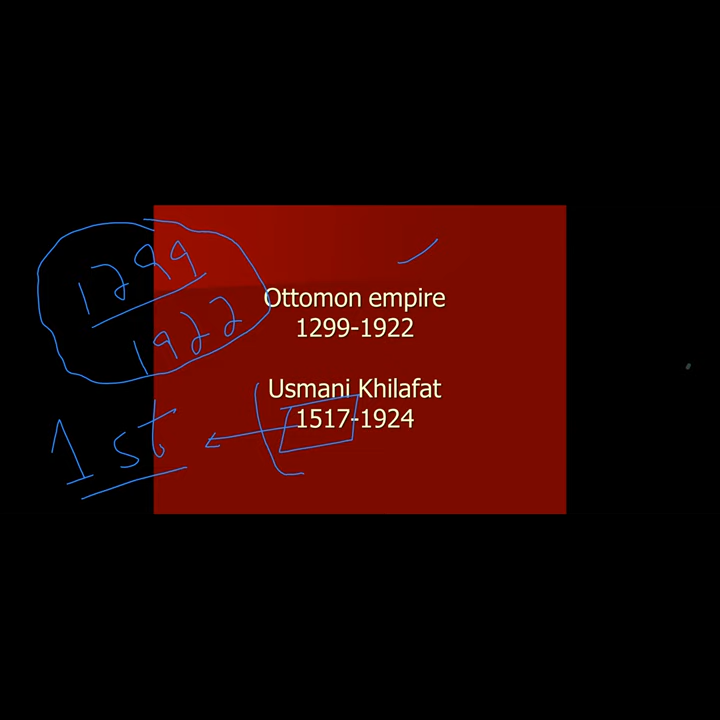 1299
1922
Ottomon empire
1299-1922
Usmani Khilafat
1517-1924
1st